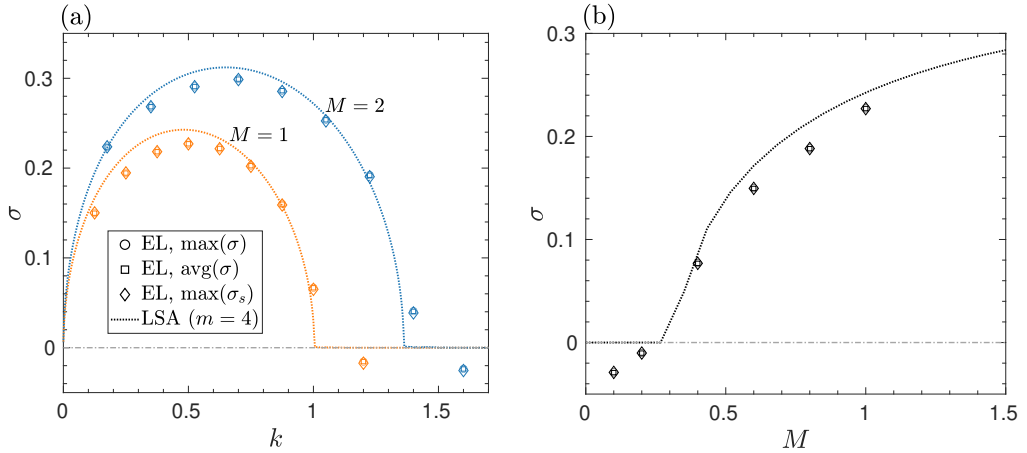 (a)
(b)
0.3
0.2
0.1
0
σ
M = 2
M = 1
EL, max(σ)
EL, avg(σ)
EL, max(σ_s)
LSA (m = 4)
0 0.5 1 1.5
k
0.3
0.2
0.1
0
σ
0 0.5 1 1.5
M